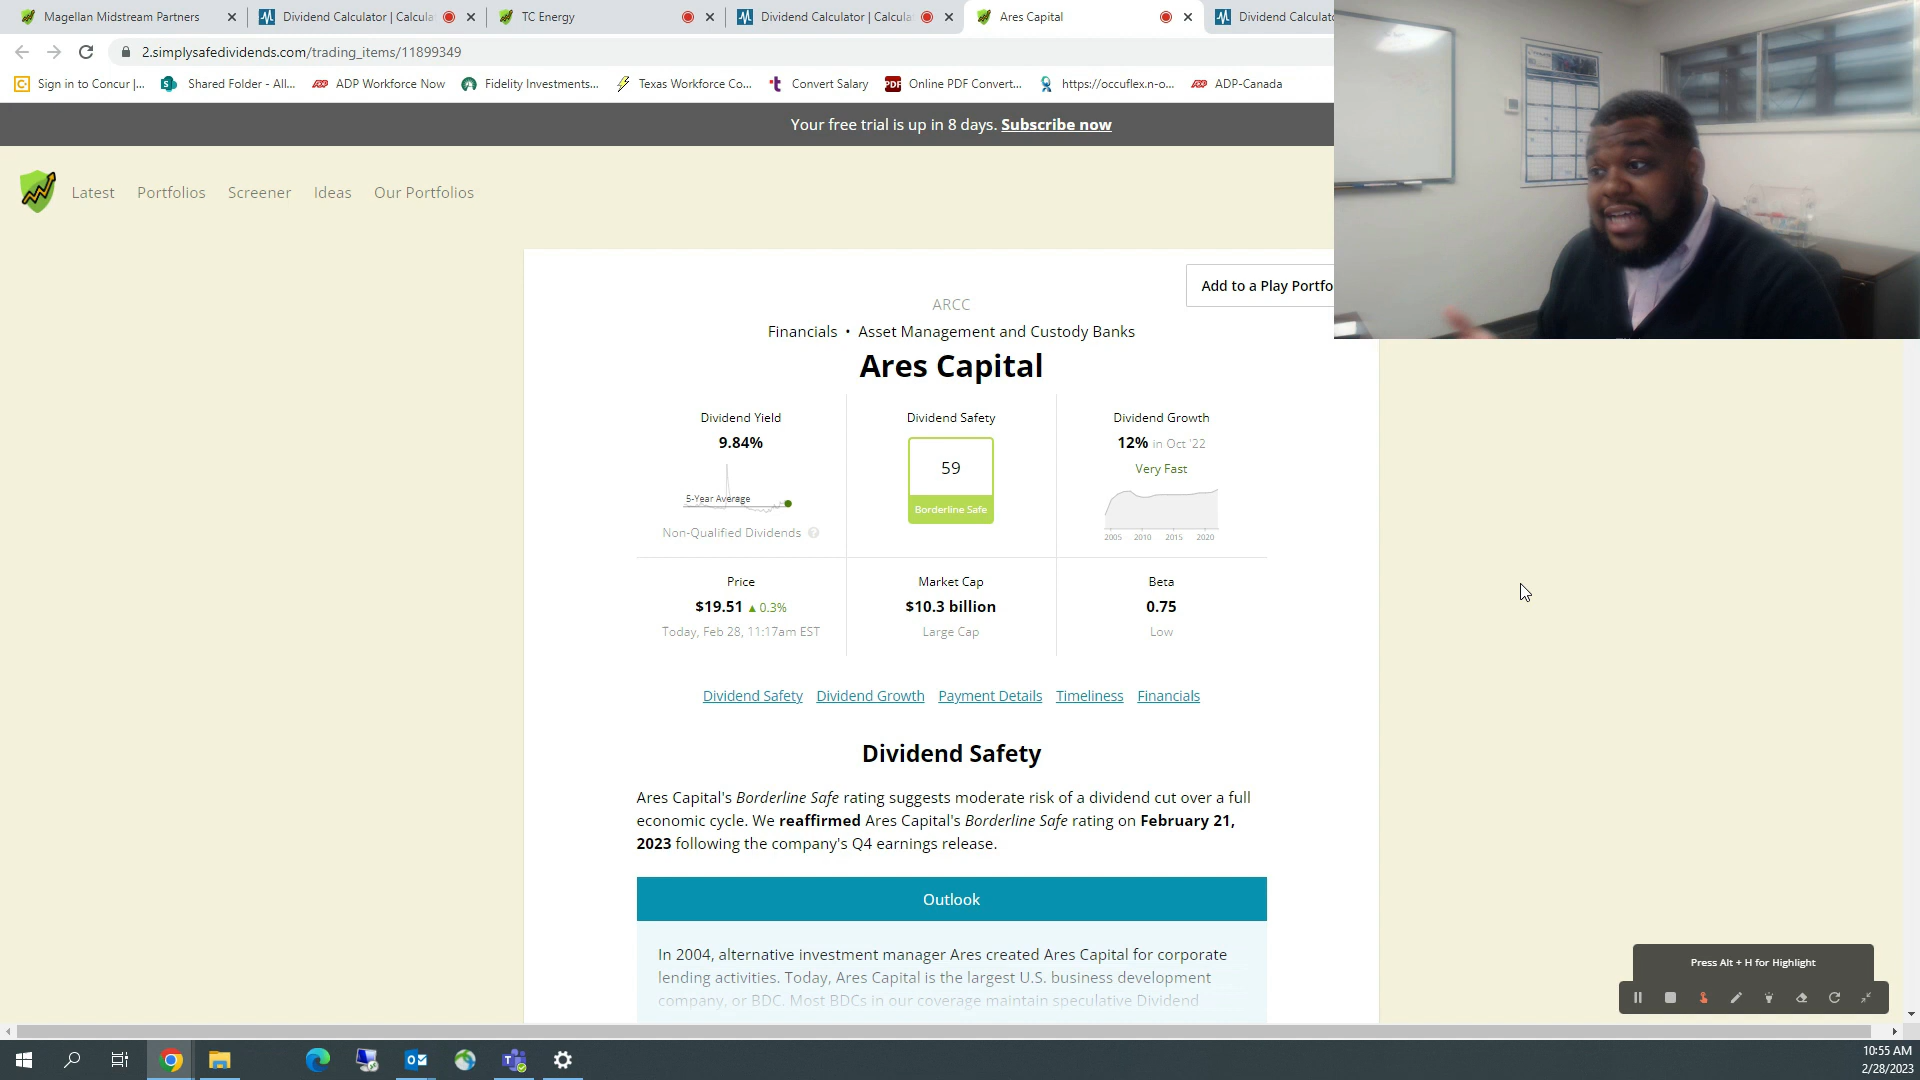 Magellan Midstream Partners
Dividend Calculator | Calcula
TC Energy
Dividend Calculator | Calcula
Ares Capital
Dividend Calculat
2.simplysafedividends.com/trading_items/11899349
Sign in to Concur |...
Shared Folder - All...
ADP Workforce Now
Fidelity Investments...
Texas Workforce Co...
Convert Salary
PDF
Online PDF Convert...
https://occuflex.n-o...
ADP-Canada
Your free trial is up in 8 days. Subscribe now
Latest
Portfolios
Screener
Ideas
Our Portfolios
Add to a Play Portfo
ARCC
Financials • Asset Management and Custody Banks
Ares Capital
Dividend Yield
9.84%
5-Year Average
Non-Qualified Dividends ?
Dividend Safety
59
Borderline Safe
Dividend Growth
12% in Oct '22
Very Fast
2005 2010 2015 2020
Price
$19.51 ▲ 0.3%
Today, Feb 28, 11:17am EST
Market Cap
$10.3 billion
Large Cap
Beta
0.75
Low
Dividend Safety Dividend Growth Payment Details Timeliness Financials
Dividend Safety
Ares Capital's Borderline Safe rating suggests moderate risk of a dividend cut over a full
economic cycle. We reaffirmed Ares Capital's Borderline Safe rating on February 21,
2023 following the company's Q4 earnings release.
Outlook
In 2004, alternative investment manager Ares created Ares Capital for corporate
lending activities. Today, Ares Capital is the largest U.S. business development
company, or BDC. Most BDCs in our coverage maintain speculative Dividend
Press Alt + H for Highlight
10:55 AM
2/28/2023